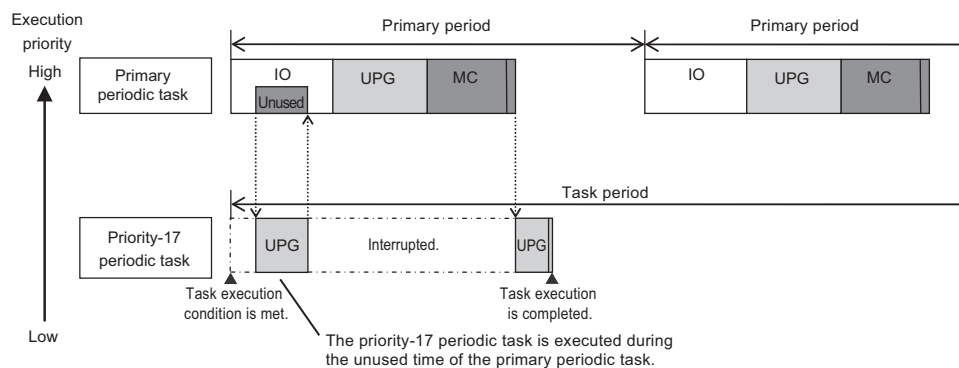 Execution
priority
High
Primary period
Primary period
Primary
periodic task
IO
UPG
MC
Unused
IO
UPG
MC
Task period
Priority-17
periodic task
UPG
Interrupted.
UPG
Task execution
condition is met.
Task execution
is completed.
Low
The priority-17 periodic task is executed during
the unused time of the primary periodic task.